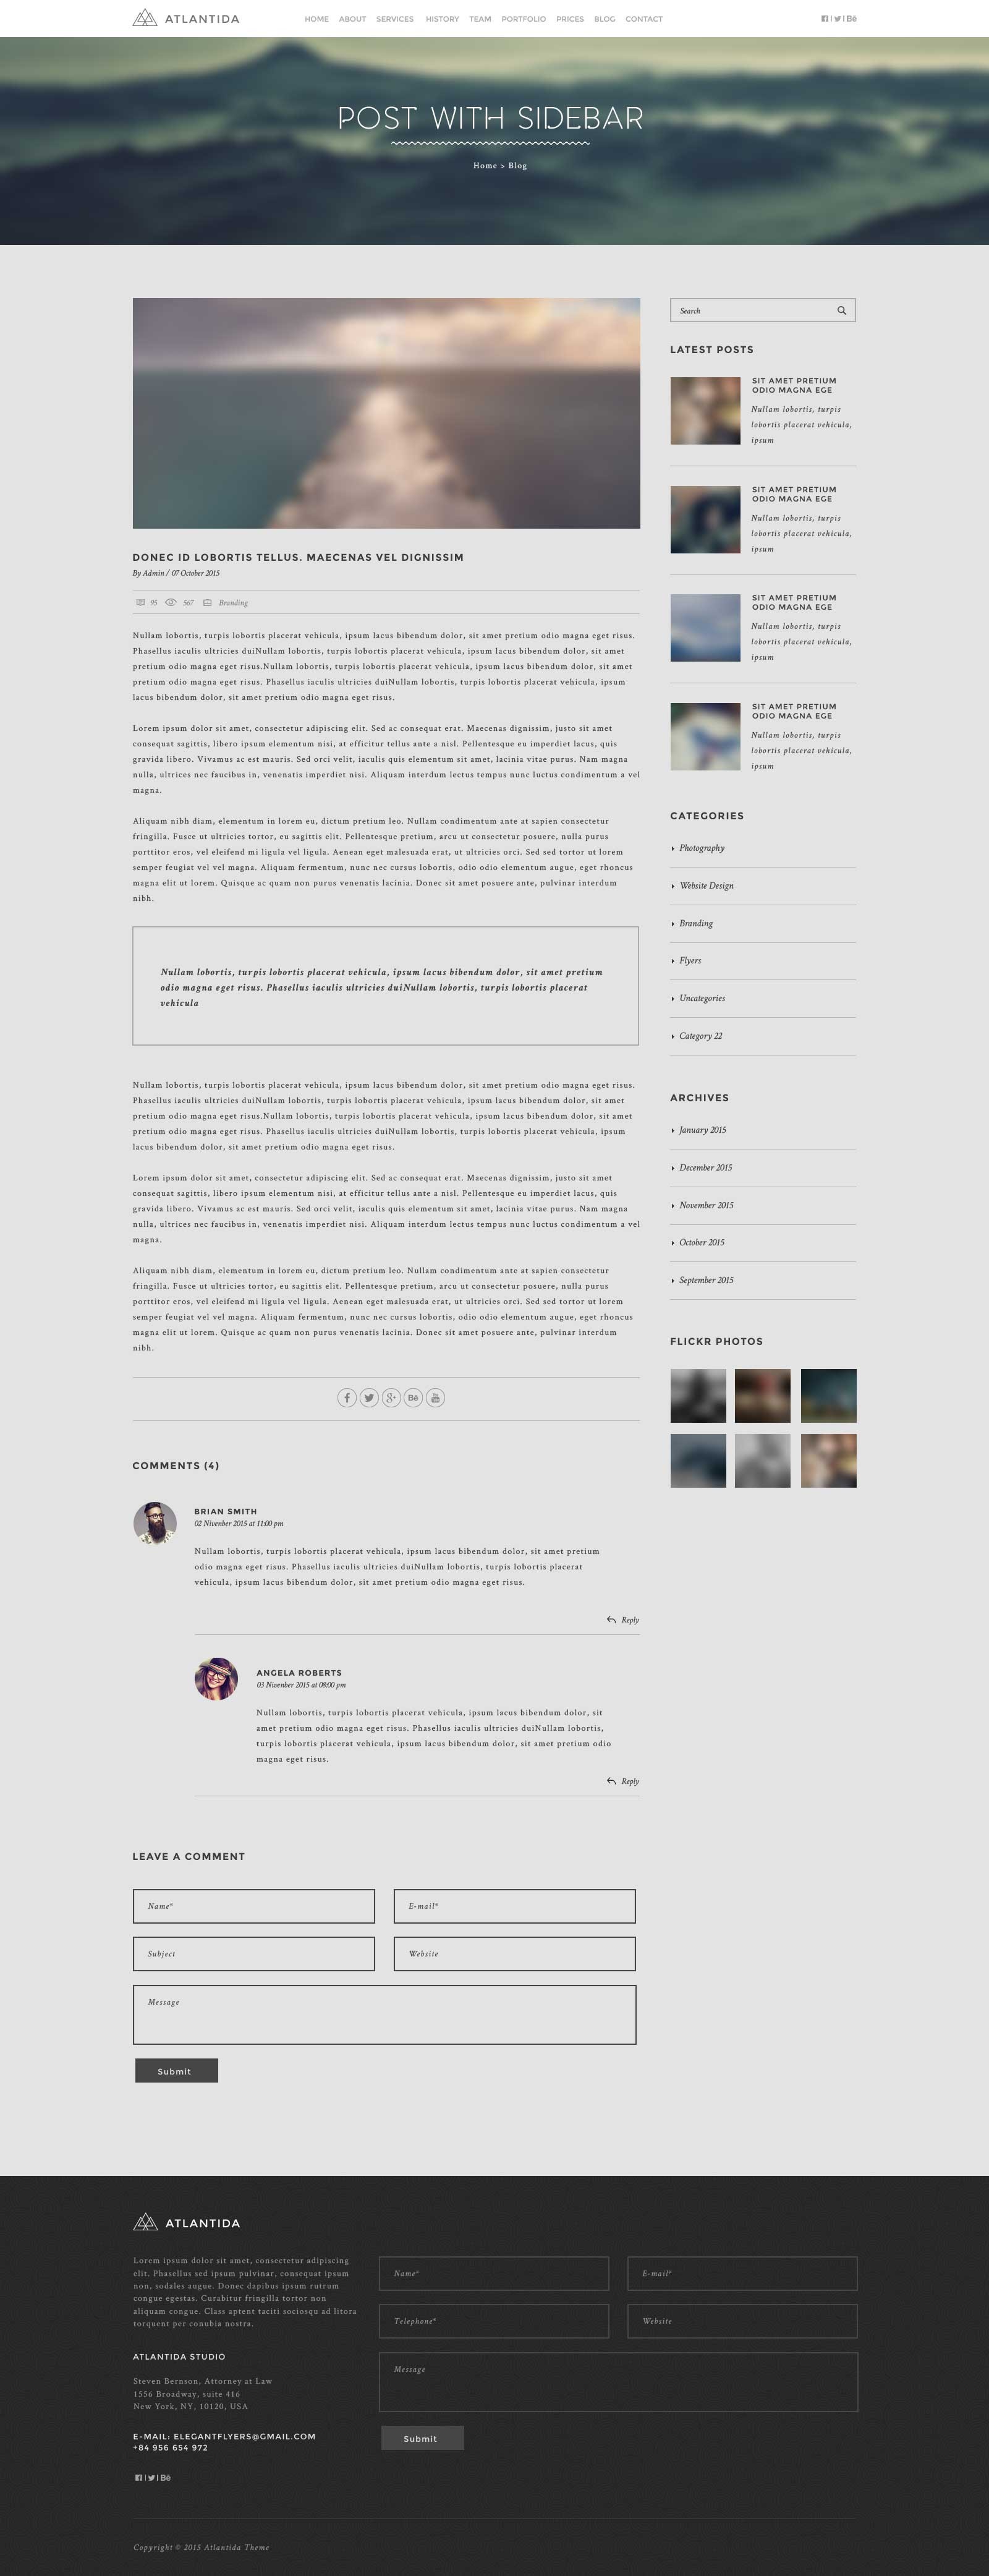 ATLANTIDA
HOME ABOUT SERVICES HISTORY TEAM PORTFOLIO PRICES BLOG CONTACT
Bē
POST WITH SIDEBAR
Home > Blog
DONEC ID LOBORTIS TELLUS. MAECENAS VEL DIGNISSIM
By Admin / 07 October 2015
95 567 Branding
Nullam lobortis, turpis lobortis placerat vehicula, ipsum lacus bibendum dolor, sit amet pretium odio magna eget risus.
Phasellus iaculis ultricies duiNullam lobortis, turpis lobortis placerat vehicula, ipsum lacus bibendum dolor, sit amet
pretium odio magna eget risus.Nullam lobortis, turpis lobortis placerat vehicula, ipsum lacus bibendum dolor, sit amet
pretium odio magna eget risus. Phasellus iaculis ultricies duiNullam lobortis, turpis lobortis placerat vehicula, ipsum
lacus bibendum dolor, sit amet pretium odio magna eget risus.
Lorem ipsum dolor sit amet, consectetur adipiscing elit. Sed ac consequat erat. Maecenas dignissim, justo sit amet
consequat sagittis, libero ipsum elementum nisi, at efficitur tellus ante a nisl. Pellentesque eu imperdiet lacus, quis
gravida libero. Vivamus ac est mauris. Sed orci velit, iaculis quis elementum sit amet, lacinia vitae purus. Nam magna
nulla, ultrices nec faucibus in, venenatis imperdiet nisi. Aliquam interdum lectus tempus nunc luctus condimentum a vel
magna.
Aliquam nibh diam, elementum in lorem eu, dictum pretium leo. Nullam condimentum ante at sapien consectetur
fringilla. Fusce ut ultricies tortor, eu sagittis elit. Pellentesque pretium, arcu ut consectetur posuere, nulla purus
porttitor eros, vel eleifend mi ligula vel ligula. Aenean eget malesuada erat, ut ultricies orci. Sed sed tortor ut lorem
semper feugiat vel vel magna. Aliquam fermentum, nunc nec cursus lobortis, odio odio elementum augue, eget rhoncus
magna elit ut lorem. Quisque ac quam non purus venenatis lacinia. Donec sit amet posuere ante, pulvinar interdum
nibh.
Nullam lobortis, turpis lobortis placerat vehicula, ipsum lacus bibendum dolor, sit amet pretium
odio magna eget risus. Phasellus iaculis ultricies duiNullam lobortis, turpis lobortis placerat
vehicula
Nullam lobortis, turpis lobortis placerat vehicula, ipsum lacus bibendum dolor, sit amet pretium odio magna eget risus.
Phasellus iaculis ultricies duiNullam lobortis, turpis lobortis placerat vehicula, ipsum lacus bibendum dolor, sit amet
pretium odio magna eget risus.Nullam lobortis, turpis lobortis placerat vehicula, ipsum lacus bibendum dolor, sit amet
pretium odio magna eget risus. Phasellus iaculis ultricies duiNullam lobortis, turpis lobortis placerat vehicula, ipsum
lacus bibendum dolor, sit amet pretium odio magna eget risus.
Lorem ipsum dolor sit amet, consectetur adipiscing elit. Sed ac consequat erat. Maecenas dignissim, justo sit amet
consequat sagittis, libero ipsum elementum nisi, at efficitur tellus ante a nisl. Pellentesque eu imperdiet lacus, quis
gravida libero. Vivamus ac est mauris. Sed orci velit, iaculis quis elementum sit amet, lacinia vitae purus. Nam magna
nulla, ultrices nec faucibus in, venenatis imperdiet nisi. Aliquam interdum lectus tempus nunc luctus condimentum a vel
magna.
Aliquam nibh diam, elementum in lorem eu, dictum pretium leo. Nullam condimentum ante at sapien consectetur
fringilla. Fusce ut ultricies tortor, eu sagittis elit. Pellentesque pretium, arcu ut consectetur posuere, nulla purus
porttitor eros, vel eleifend mi ligula vel ligula. Aenean eget malesuada erat, ut ultricies orci. Sed sed tortor ut lorem
semper feugiat vel vel magna. Aliquam fermentum, nunc nec cursus lobortis, odio odio elementum augue, eget rhoncus
magna elit ut lorem. Quisque ac quam non purus venenatis lacinia. Donec sit amet posuere ante, pulvinar interdum
nibh.
Bē
COMMENTS (4)
BRIAN SMITH
02 Nivenber 2015 at 11:00 pm
Nullam lobortis, turpis lobortis placerat vehicula, ipsum lacus bibendum dolor, sit amet pretium
odio magna eget risus. Phasellus iaculis ultricies duiNullam lobortis, turpis lobortis placerat
vehicula, ipsum lacus bibendum dolor, sit amet pretium odio magna eget risus.
Reply
ANGELA ROBERTS
03 Nivenber 2015 at 08:00 pm
Nullam lobortis, turpis lobortis placerat vehicula, ipsum lacus bibendum dolor, sit
amet pretium odio magna eget risus. Phasellus iaculis ultricies duiNullam lobortis,
turpis lobortis placerat vehicula, ipsum lacus bibendum dolor, sit amet pretium odio
magna eget risus.
Reply
LEAVE A COMMENT
Name* E-mail*
Subject Website
Message
Submit
Search
LATEST POSTS
SIT AMET PRETIUM
ODIO MAGNA EGE
Nullam lobortis, turpis
lobortis placerat vehicula,
ipsum
SIT AMET PRETIUM
ODIO MAGNA EGE
Nullam lobortis, turpis
lobortis placerat vehicula,
ipsum
SIT AMET PRETIUM
ODIO MAGNA EGE
Nullam lobortis, turpis
lobortis placerat vehicula,
ipsum
SIT AMET PRETIUM
ODIO MAGNA EGE
Nullam lobortis, turpis
lobortis placerat vehicula,
ipsum
CATEGORIES
Photography
Website Design
Branding
Flyers
Uncategories
Category 22
ARCHIVES
January 2015
December 2015
November 2015
October 2015
September 2015
FLICKR PHOTOS
ATLANTIDA
Lorem ipsum dolor sit amet, consectetur adipiscing
elit. Phasellus sed ipsum pulvinar, consequat ipsum
non, sodales augue. Donec dapibus ipsum rutrum
congue egestas. Curabitur fringilla tortor non
aliquam congue. Class aptent taciti sociosqu ad litora
torquent per conubia nostra.
ATLANTIDA STUDIO
Steven Bernson, Attorney at Law
1556 Broadway, suite 416
New York, NY, 10120, USA
E-MAIL: ELEGANTFLYERS@GMAIL.COM
+84 956 654 972
Bē
Name* E-mail*
Telephone* Website
Message
Submit
Copyright © 2015 Atlantida Theme